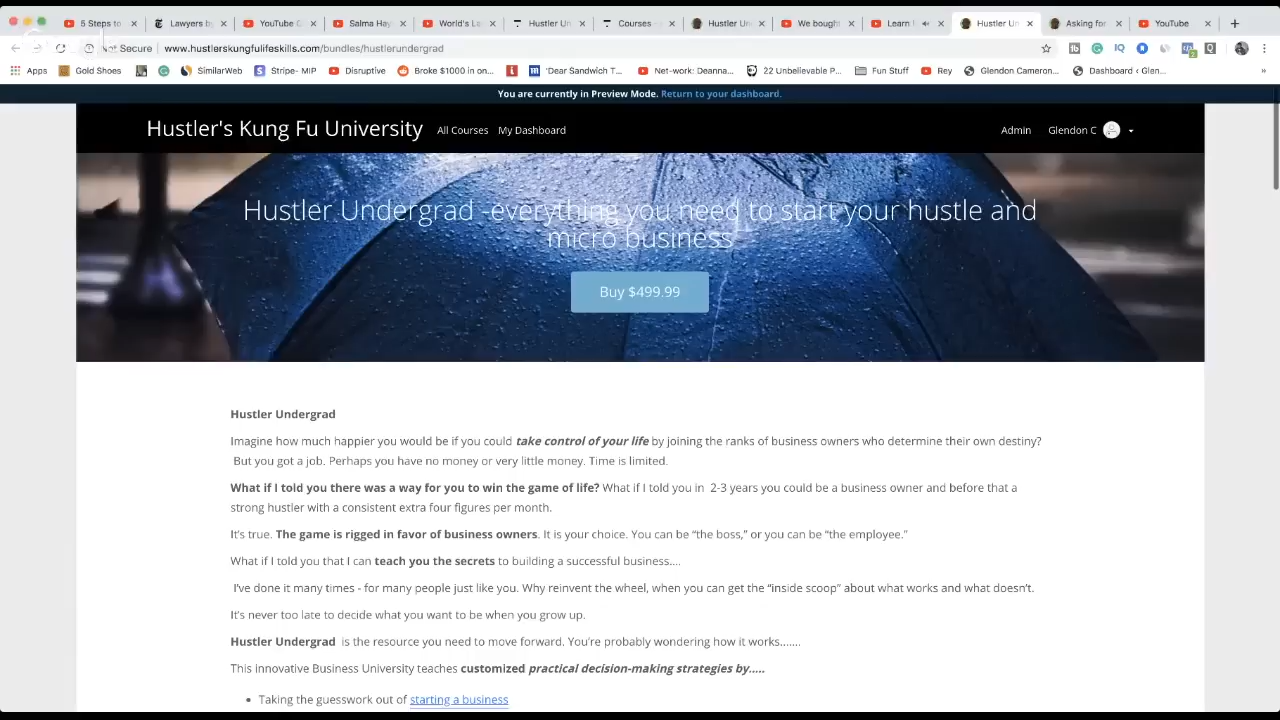 5 Steps to
Lawyers b
YouTube
Salma Hay
World's L
Hustler Un
Courses
Hustler Un
We bought
Learn
Hustler Un
Asking for
YouTube
Not Secure
www.hustlerskungfulifeskills.com/bundles/hustlerundergrad
Apps
Gold Shoes
SimilarWeb
Stripe- MIP
Disruptive
Broke $1000 in on...
'Dear Sandwich T...
Net-work: Deanna...
22 Unbelievable P...
Fun Stuff
Rey
Glendon Cameron...
Dashboard ‹ Glen...
»
You are currently in Preview Mode. Return to your dashboard.
Hustler's Kung Fu University
All Courses
My Dashboard
Admin
Glendon C
Hustler Undergrad -everything you need to start your hustle and
micro business
Buy $499.99
Hustler Undergrad
Imagine how much happier you would be if you could take control of your life by joining the ranks of business owners who determine their own destiny?
But you got a job. Perhaps you have no money or very little money. Time is limited.
What if I told you there was a way for you to win the game of life? What if I told you in 2-3 years you could be a business owner and before that a
strong hustler with a consistent extra four figures per month.
It's true. The game is rigged in favor of business owners. It is your choice. You can be “the boss,” or you can be “the employee.”
What if I told you that I can teach you the secrets to building a successful business....
I've done it many times - for many people just like you. Why reinvent the wheel, when you can get the “inside scoop” about what works and what doesn't.
It's never too late to decide what you want to be when you grow up.
Hustler Undergrad is the resource you need to move forward. You're probably wondering how it works.......
This innovative Business University teaches customized practical decision-making strategies by.....
• Taking the guesswork out of starting a business